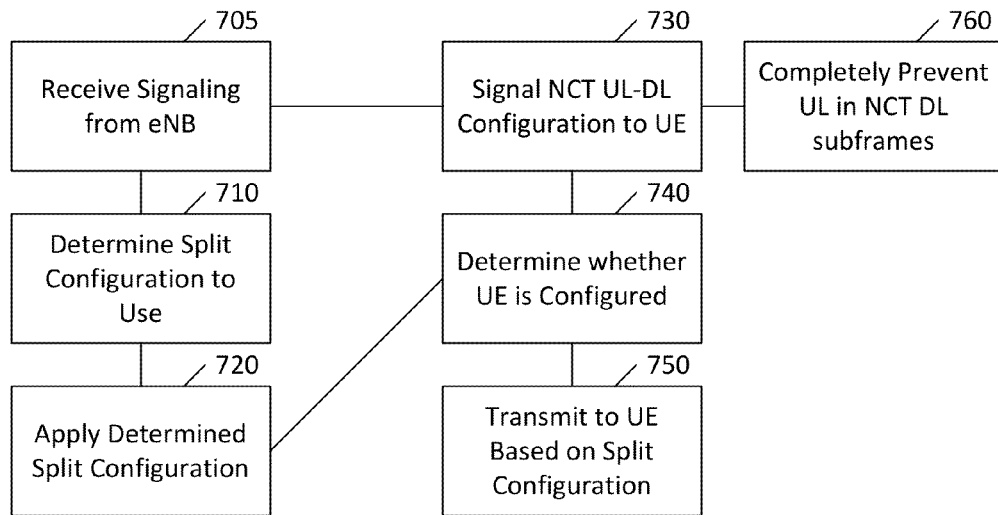 705
Receive Signaling
from eNB
730
Signal NCT UL-DL
Configuration to UE
760
Completely Prevent
UL in NCT DL
subframes
710
Determine Split
Configuration to
Use
740
Determine whether
UE is Configured
720
Apply Determined
Split Configuration
750
Transmit to UE
Based on Split
Configuration